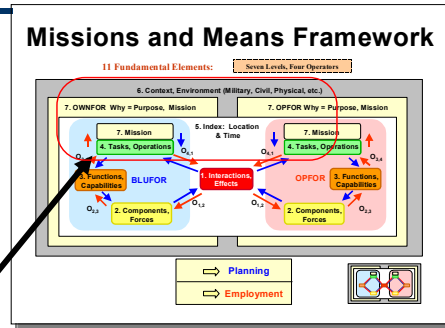 Missions and Means Framework
11 Fundamental Elements: Seven Levels, Four Operators
6. Context, Environment (Military, Civil, Physical, etc.)
7. OWNFOR Why = Purpose, Mission
7. OPFOR Why = Purpose, Mission
5. Index: Location
& Time
7. Mission
4. Tasks, Operations
7. Mission
4. Tasks, Operations
O4,1
O4,1
O3,4
3. Functions,
Capabilities
BLUFOR
1. Interactions,
Effects
OPFOR
3. Functions,
Capabilities
O2,3
O1,2
O1,2
O2,3
2. Components,
Forces
2. Components,
Forces
Planning
Employment